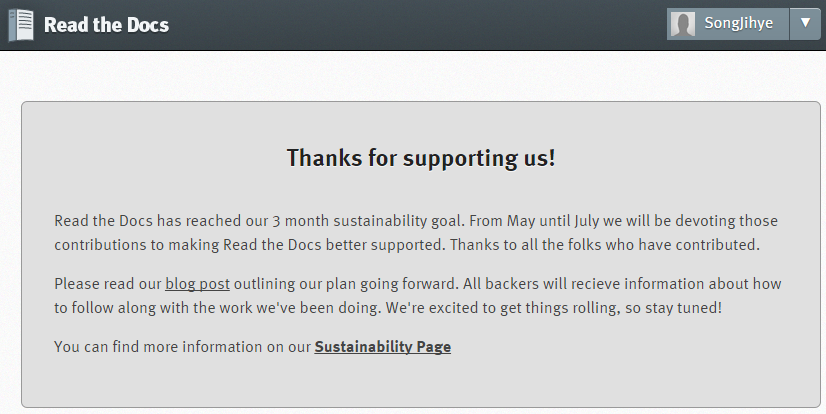 Read the Docs
SongJihye
Thanks for supporting us!
Read the Docs has reached our 3 month sustainability goal. From May until July we will be devoting those
contributions to making Read the Docs better supported. Thanks to all the folks who have contributed.
Please read our blog post outlining our plan going forward. All backers will recieve information about how
to follow along with the work we've been doing. We're excited to get things rolling, so stay tuned!
You can find more information on our Sustainability Page